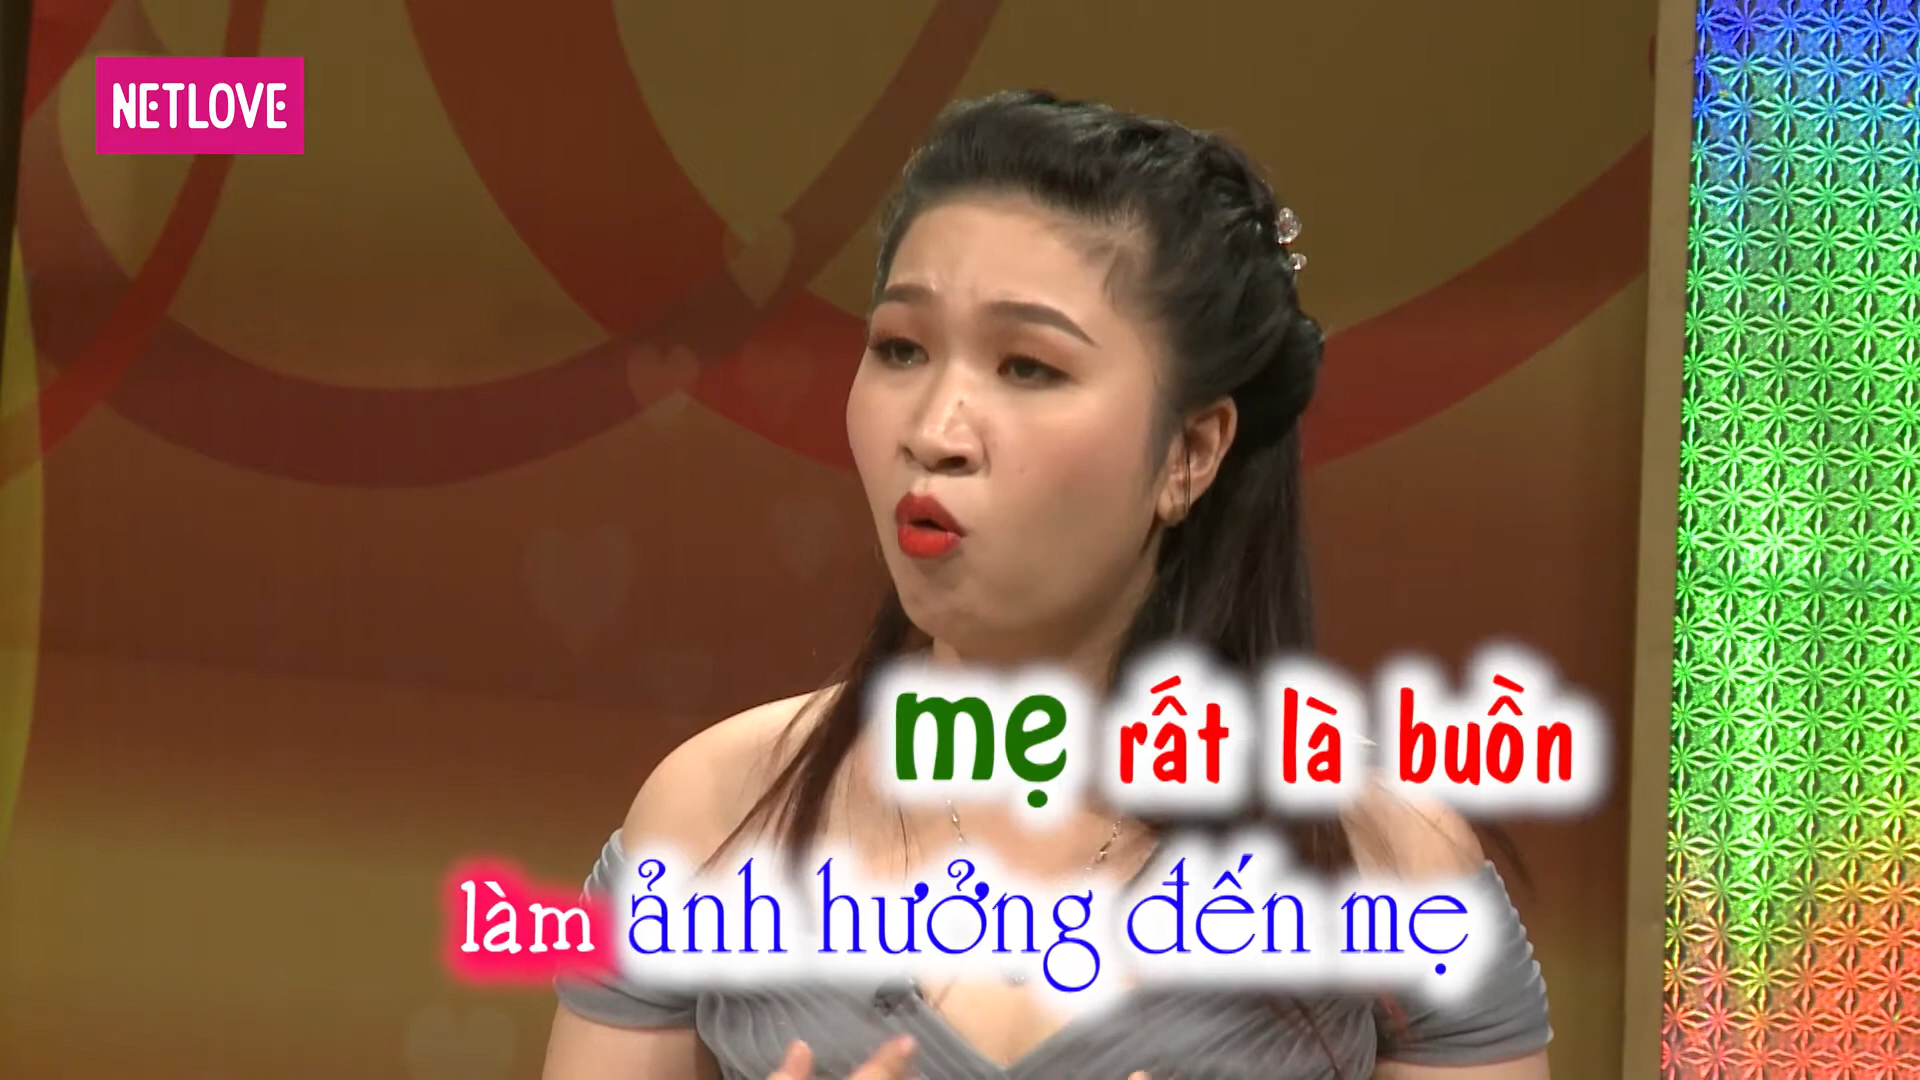 NETLOVE
mẹ rất là buồn
làm ảnh hưởng đến mẹ